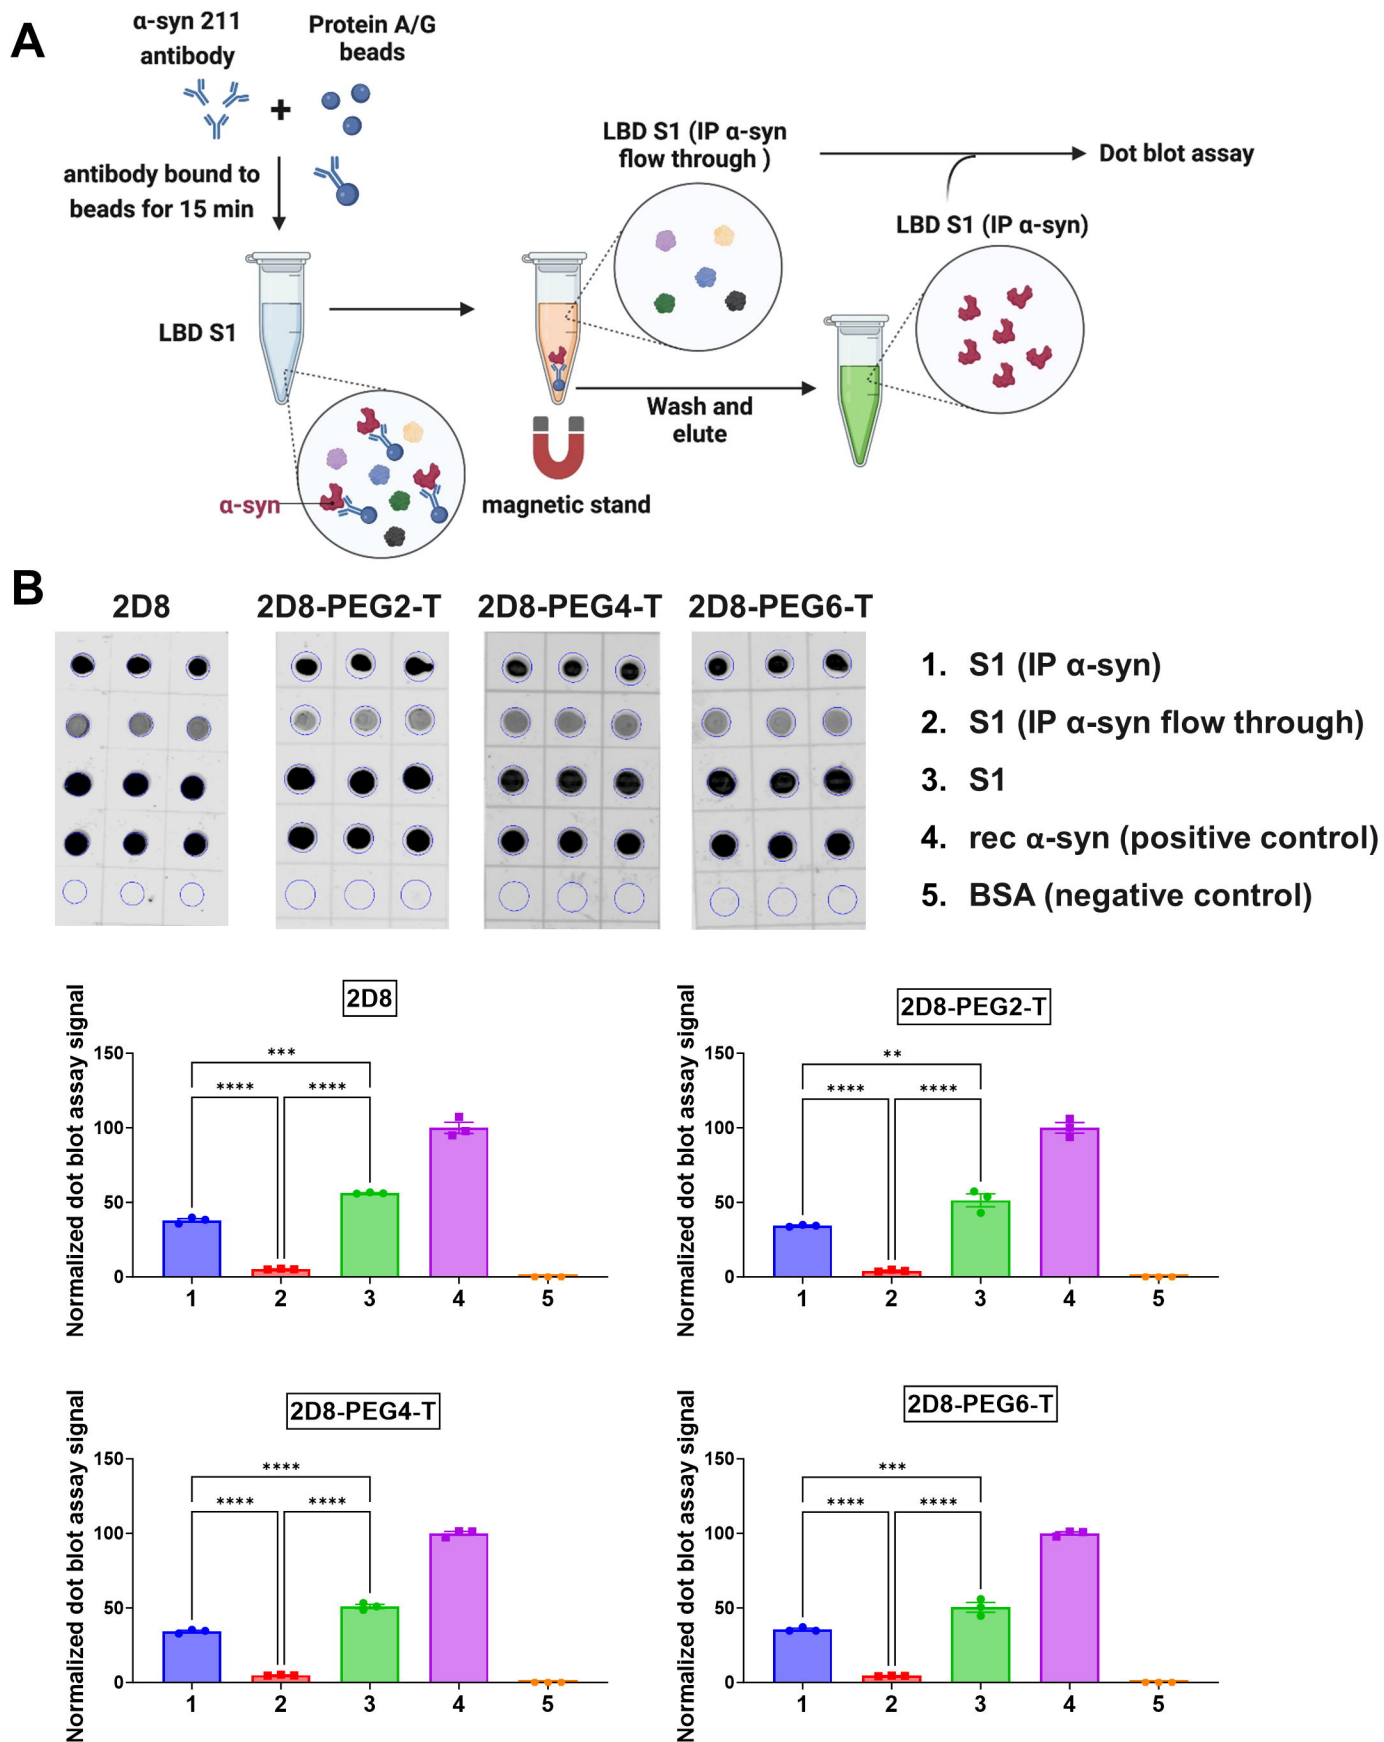 A
α-syn 211
antibody
Protein A/G
beads
+
antibody bound to
beads for 15 min
LBD S1
α-syn
LBD S1 (IP α-syn
flow through )
magnetic stand
Wash and
elute
LBD S1 (IP α-syn)
Dot blot assay
B
2D8
2D8-PEG2-T
2D8-PEG4-T
2D8-PEG6-T
1. S1 (IP α-syn)
2. S1 (IP α-syn flow through)
3. S1
4. rec α-syn (positive control)
5. BSA (negative control)
2D8
Normalized dot blot assay signal
150
100
50
0
***
**** ****
1 2 3 4 5
2D8-PEG2-T
Normalized dot blot assay signal
150
100
50
0
**
**** ****
1 2 3 4 5
2D8-PEG4-T
Normalized dot blot assay signal
150
100
50
0
****
**** ****
1 2 3 4 5
2D8-PEG6-T
Normalized dot blot assay signal
150
100
50
0
***
**** ****
1 2 3 4 5